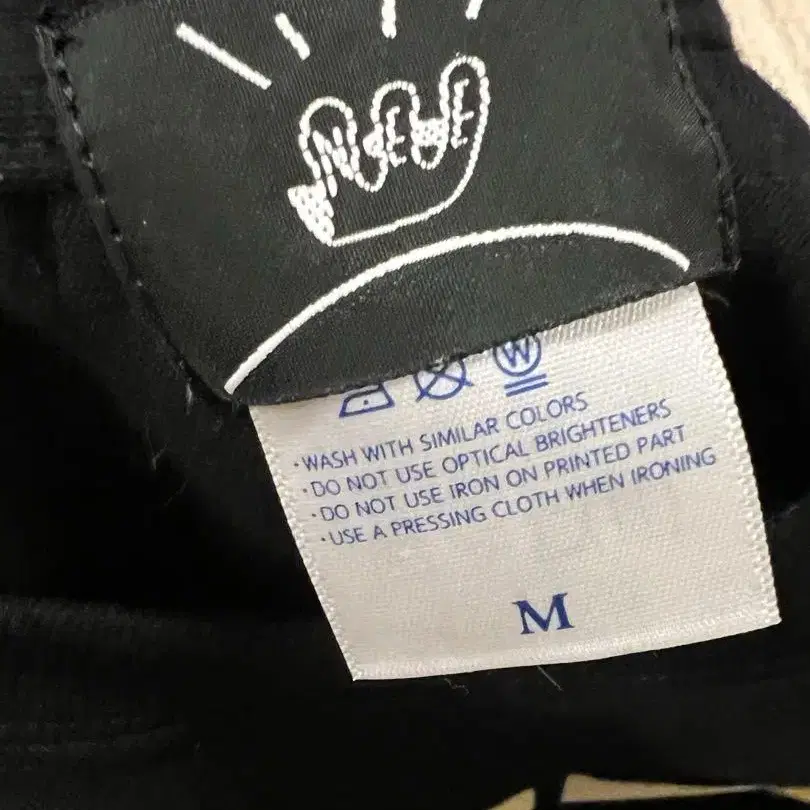 W
·WASH WITH SIMILAR COLORS
·DO NOT USE OPTICAL BRIGHTENERS
·DO NOT USE IRON ON PRINTED PART
·USE A PRESSING CLOTH WHEN IRONING
M